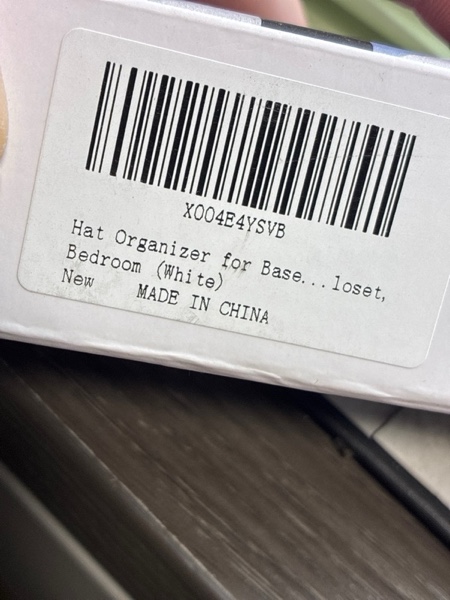 X004E4YSVB
Hat Organizer for Base...loset,
Bedroom (White)
New MADE IN CHINA